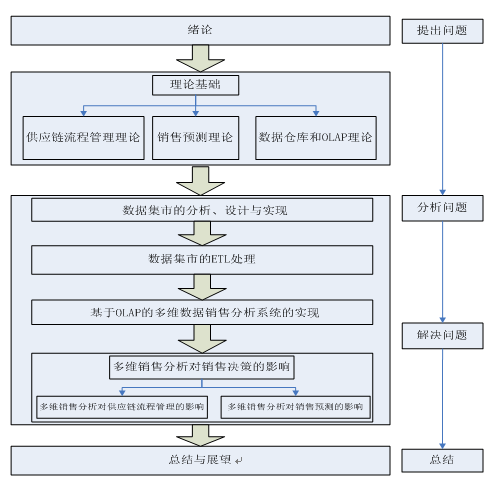 绪论
提出问题
理论基础
供应链流程管理理论
销售预测理论
数据仓库和OLAP理论
数据集市的分析、设计与实现
分析问题
数据集市的ETL处理
基于OLAP的多维数据销售分析系统的实现
解决问题
多维销售分析对销售决策的影响
多维销售分析对供应链流程管理的影响
多维销售分析对销售预测的影响
总结与展望↵
总结